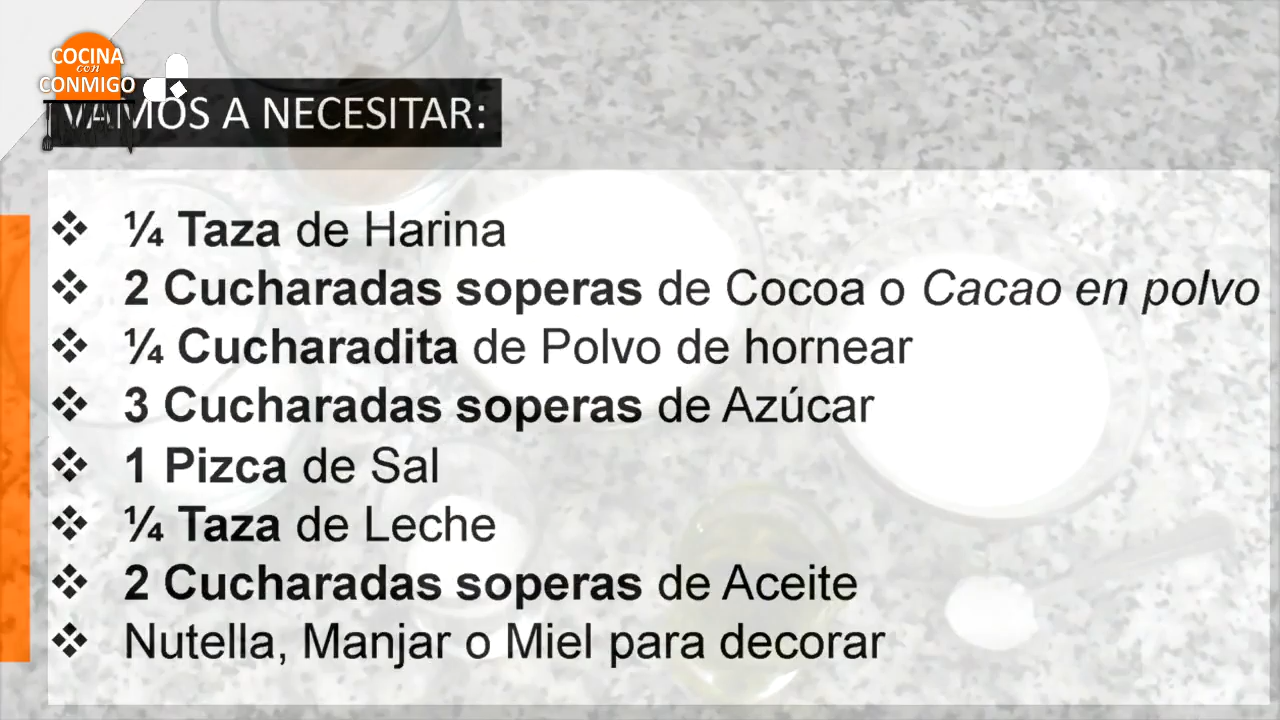 COCINA
con
CONMIGO
VAMOS A NECESITAR:
❖ ¼ Taza de Harina
❖ 2 Cucharadas soperas de Cocoa o Cacao en polvo
❖ ¼ Cucharadita de Polvo de hornear
❖ 3 Cucharadas soperas de Azúcar
❖ 1 Pizca de Sal
❖ ¼ Taza de Leche
❖ 2 Cucharadas soperas de Aceite
❖ Nutella, Manjar o Miel para decorar